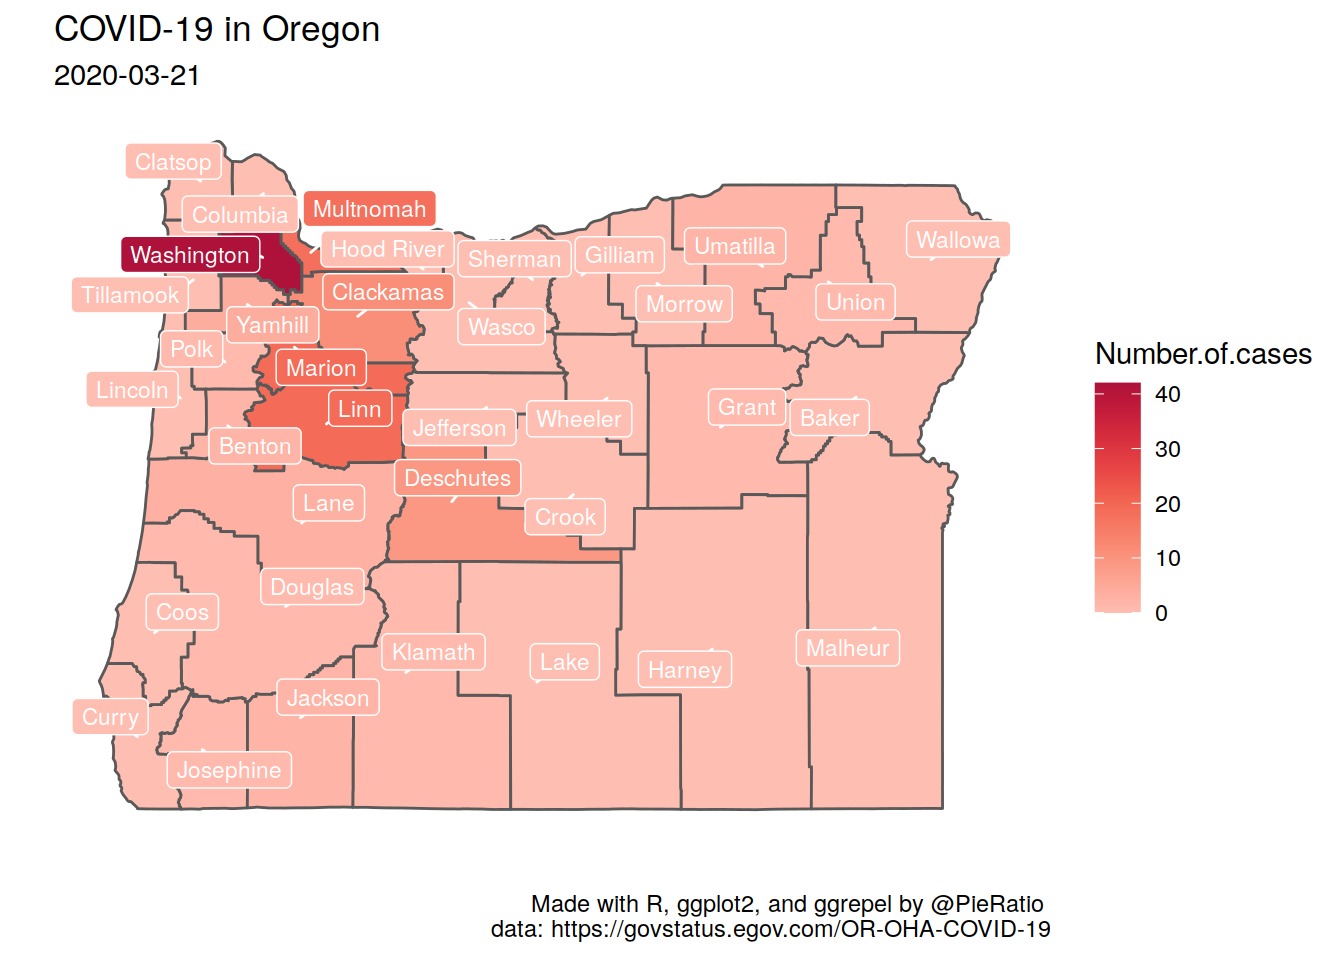 COVID-19 in Oregon
2020-03-21
Clatsop
Columbia
Multnomah
Washington
Hood River
Sherman
Gilliam
Umatilla
Wallowa
Tillamook
Clackamas
Morrow
Union
Yamhill
Wasco
Polk
Marion
Lincoln
Linn
Jefferson
Wheeler
Grant
Baker
Benton
Deschutes
Lane
Crook
Douglas
Coos
Klamath
Lake
Harney
Malheur
Jackson
Curry
Josephine
Number.of.cases
40
30
20
10
0
Made with R, ggplot2, and ggrepel by @PieRatio
data: https://govstatus.egov.com/OR-OHA-COVID-19